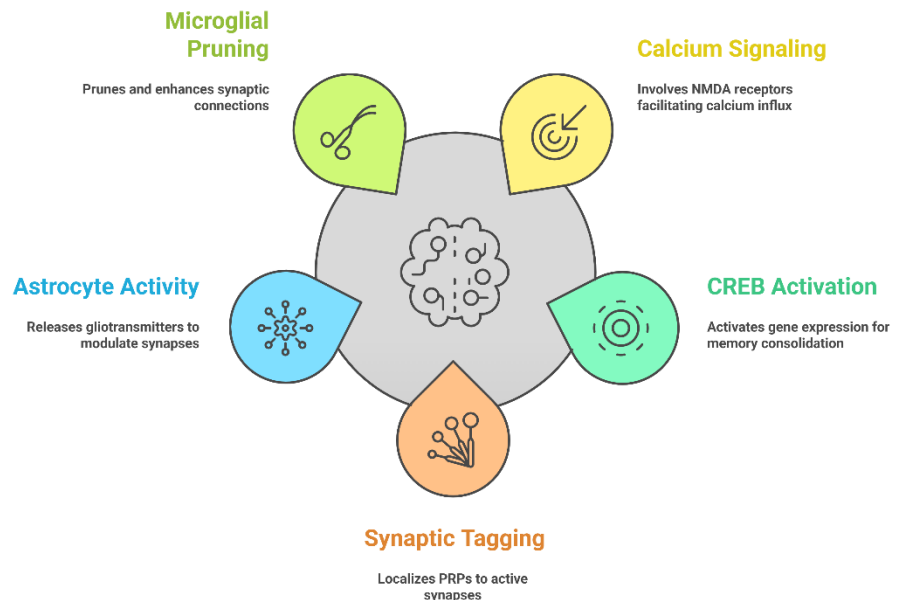 Microglial
Pruning
Prunes and enhances synaptic
connections
Calcium Signaling
Involves NMDA receptors
facilitating calcium influx
Astrocyte Activity
Releases gliotransmitters to
modulate synapses
CREB Activation
Activates gene expression for
memory consolidation
Synaptic Tagging
Localizes PRPs to active
synapses